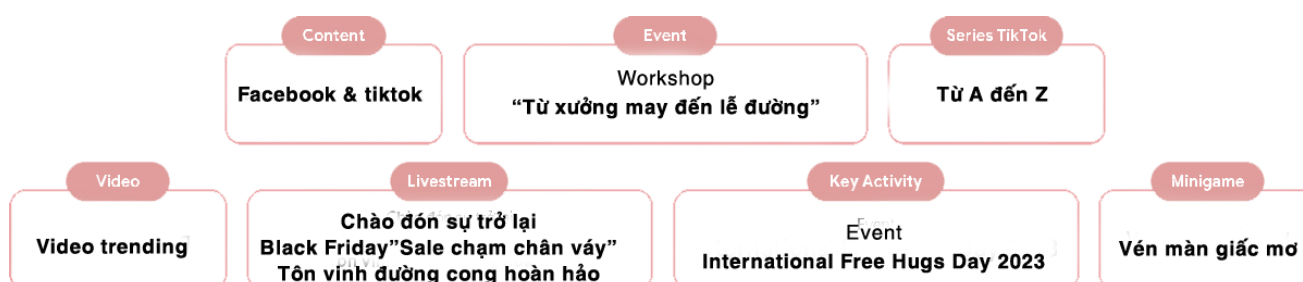 Content
Event
Series TikTok
Facebook & tiktok
Workshop
“Từ xưởng may đến lễ đường”
Từ A đến Z
Video
Livestream
Key Activity
Minigame
Video trending
Chào đón sự trở lại
Black Friday”Sale chạm chân váy”
Tôn vinh đường cong hoàn hảo
Event
International Free Hugs Day 2023
Vén màn giấc mơ